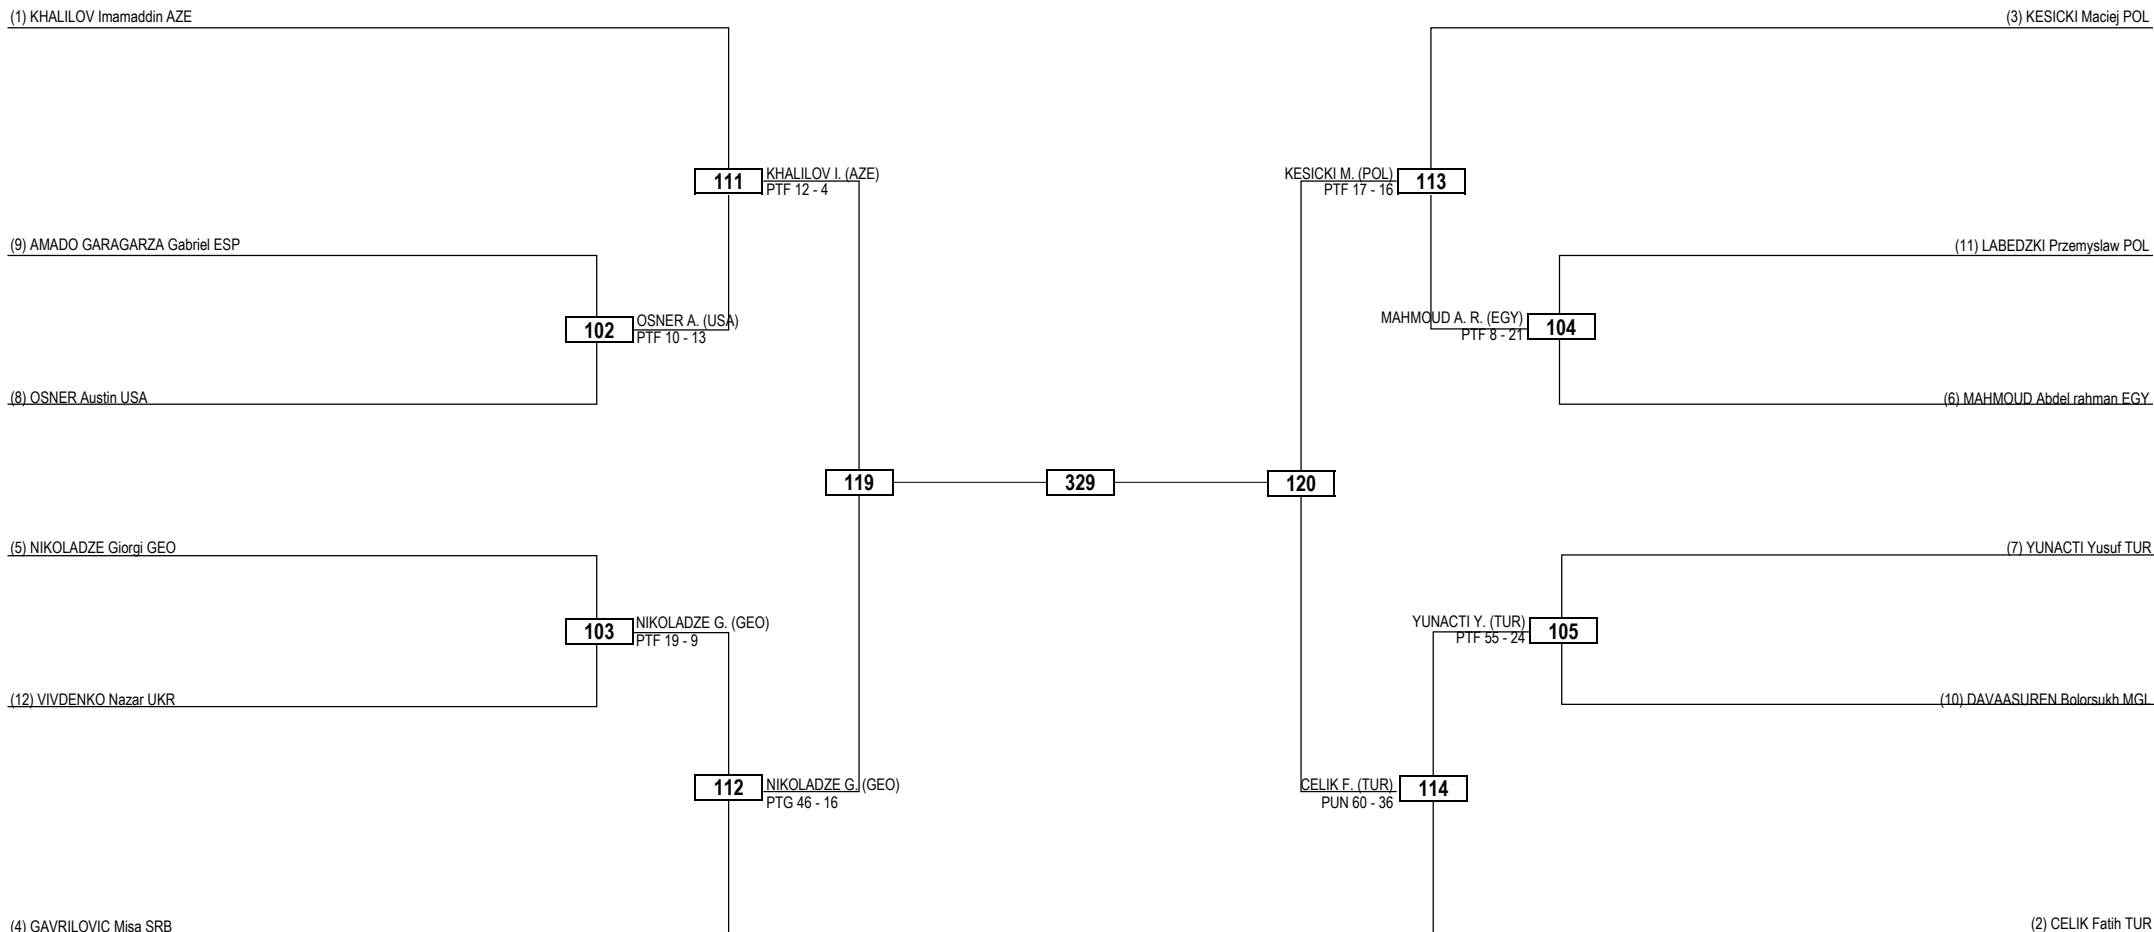 (1) KHALILOV Imamaddin AZE
(3) KESICKI Maciej POL
111
KHALILOV I. (AZE)
PTF 12 - 4
KESICKI M. (POL)
PTF 17 - 16
113
(9) AMADO GARAGARZA Gabriel ESP
(11) LABEDZKI Przemyslaw POL
102
OSNER A. (USA)
PTF 10 - 13
MAHMOUD A. R. (EGY)
PTF 8 - 21
104
(8) OSNER Austin USA
(6) MAHMOUD Abdel rahman EGY
119
329
120
(5) NIKOLADZE Giorgi GEO
(7) YUNACTI Yusuf TUR
103
NIKOLADZE G. (GEO)
PTF 19 - 9
YUNACTI Y. (TUR)
PTF 55 - 24
105
(12) VIVDENKO Nazar UKR
(10) DAVAASUREN Bolorsukh MGL
112
NIKOLADZE G. (GEO)
PTG 46 - 16
CELIK F. (TUR)
PUN 60 - 36
114
(4) GAVRILOVIC Misa SRB
(2) CELIK Fatih TUR